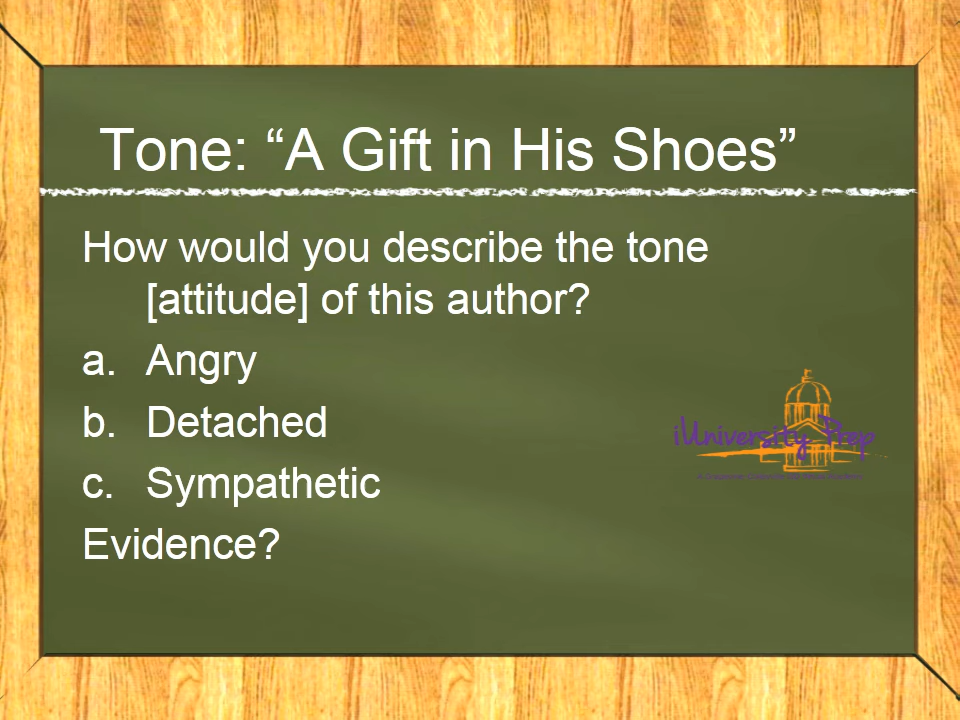 Tone: “A Gift in His Shoes”
How would you describe the tone
[attitude] of this author?
a. Angry
b. Detached
c. Sympathetic
Evidence?
iUniversity Prep